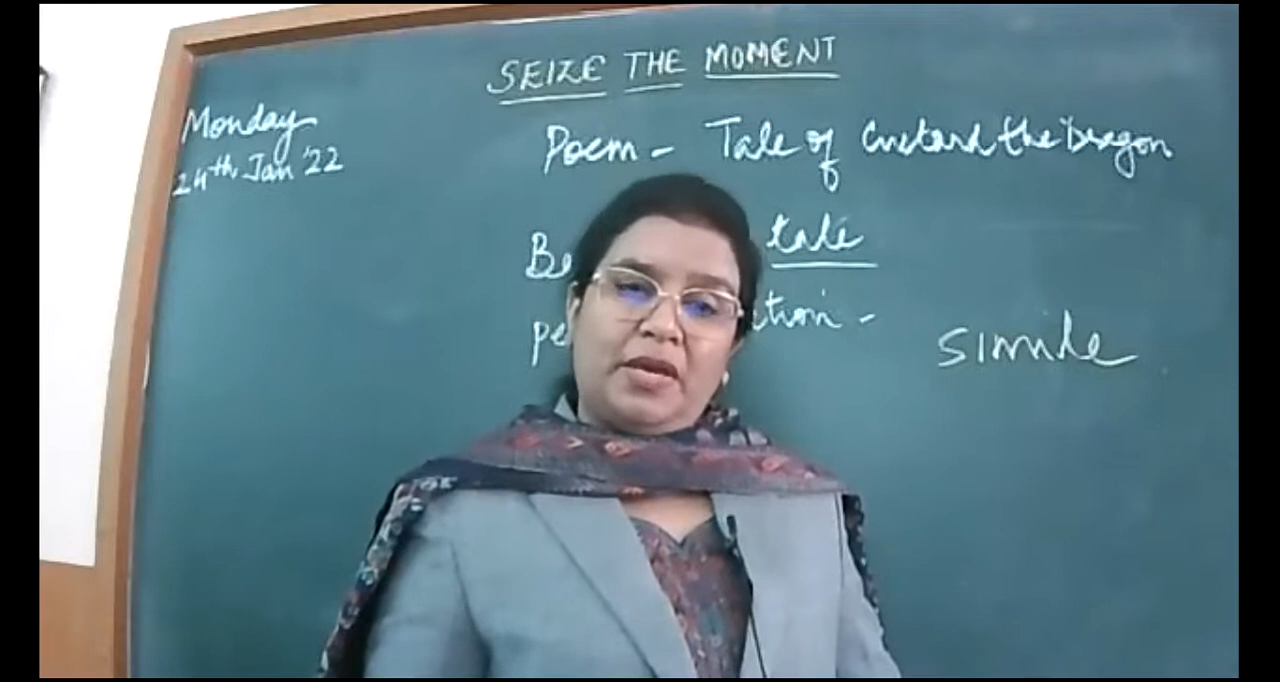 SEIZE THE MOMENT
Monday
24th Jan '22
Poem - Tale of Custard the Dragon
tale
simile